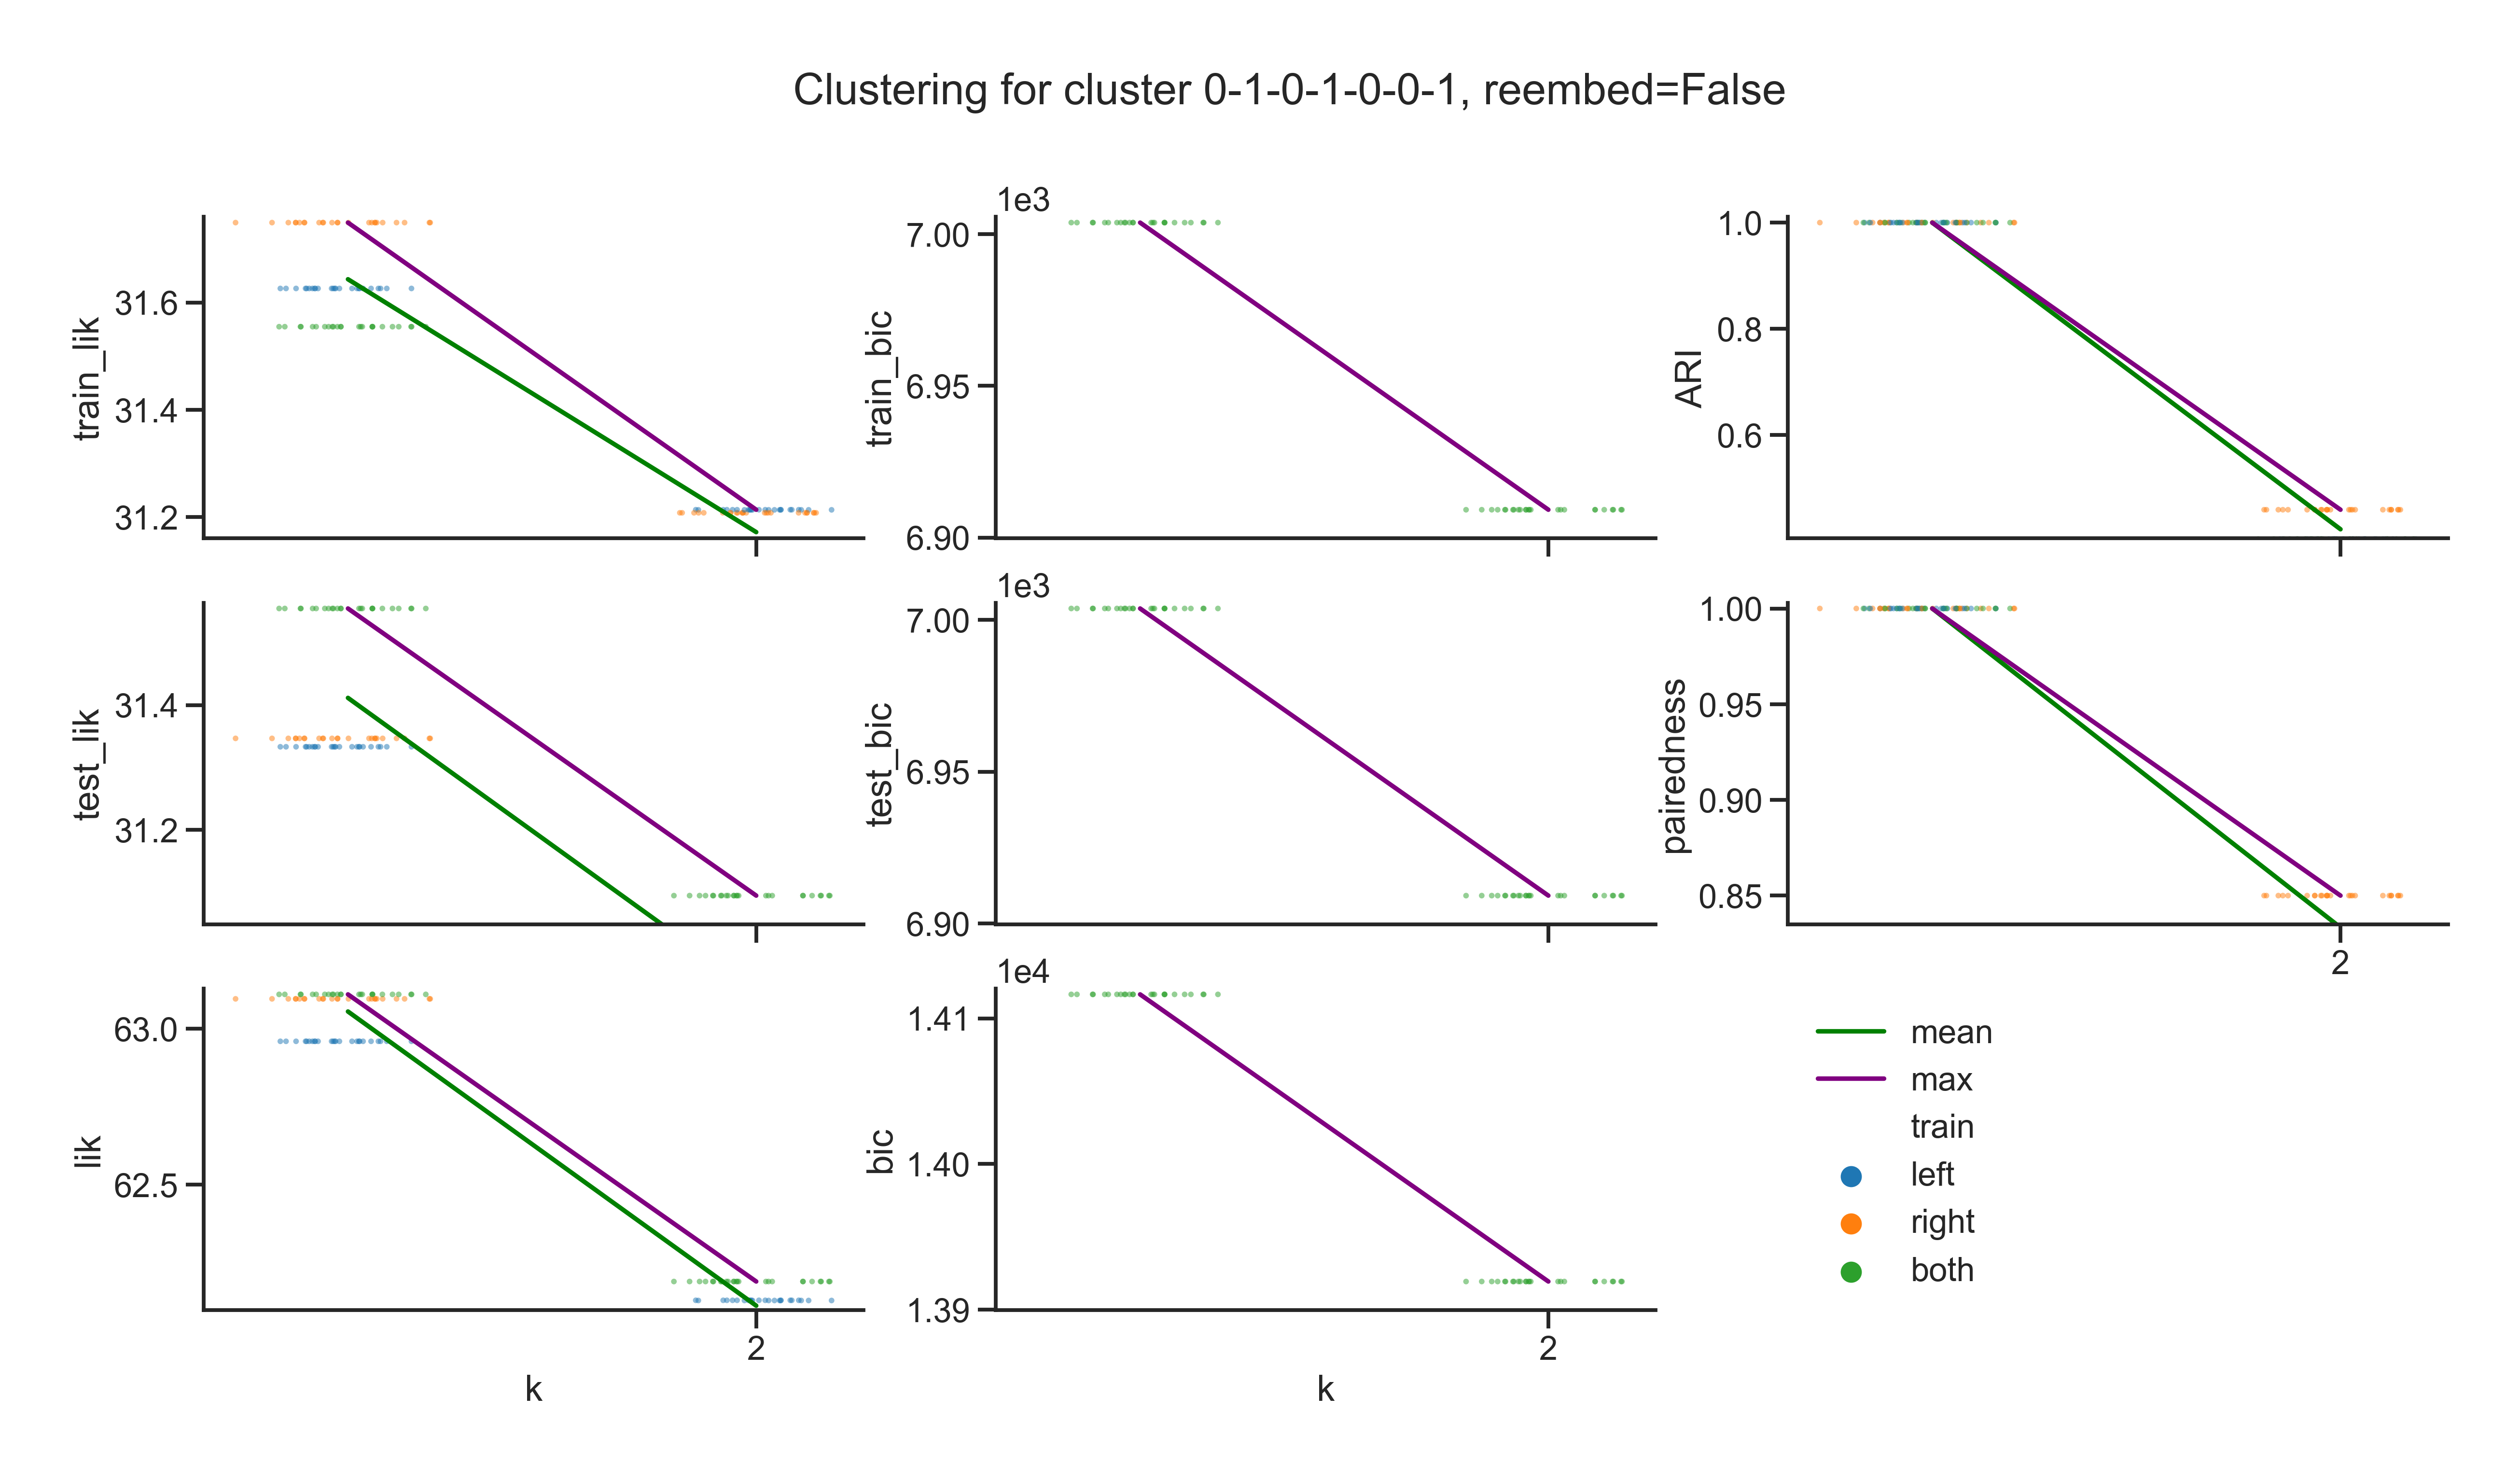 Clustering for cluster 0-1-0-1-0-0-1, reembed=False
train_lik
31.6
31.4
31.2
1e3
train_bic
7.00
6.95
6.90
ARI
1.0
0.8
0.6
test_lik
31.4
31.2
1e3
test_bic
7.00
6.95
6.90
pairedness
1.00
0.95
0.90
0.85
2
lik
63.0
62.5
2
k
1e4
bic
1.41
1.40
1.39
2
k
mean
max
train
left
right
both